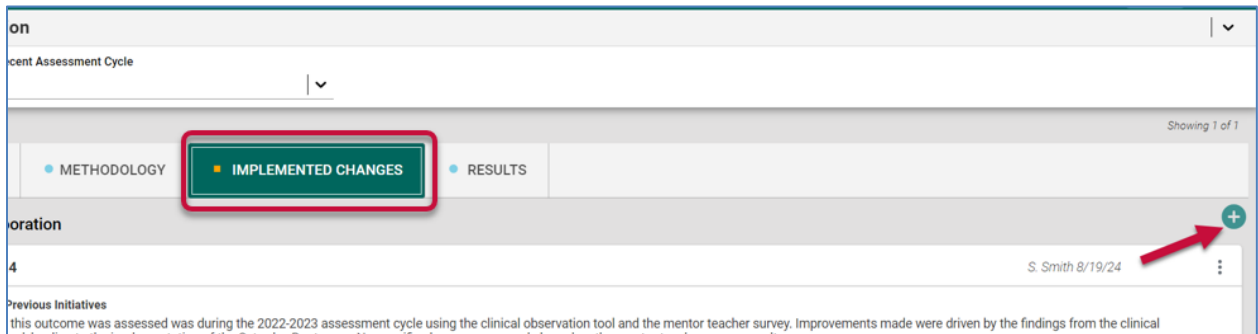 on
ecent Assessment Cycle
Showing 1 of 1
METHODOLOGY
IMPLEMENTED CHANGES
RESULTS
oration
4
S. Smith 8/19/24
Previous Initiatives
this outcome was assessed was during the 2022-2023 assessment cycle using the clinical observation tool and the mentor teacher survey. Improvements made were driven by the findings from the clinical